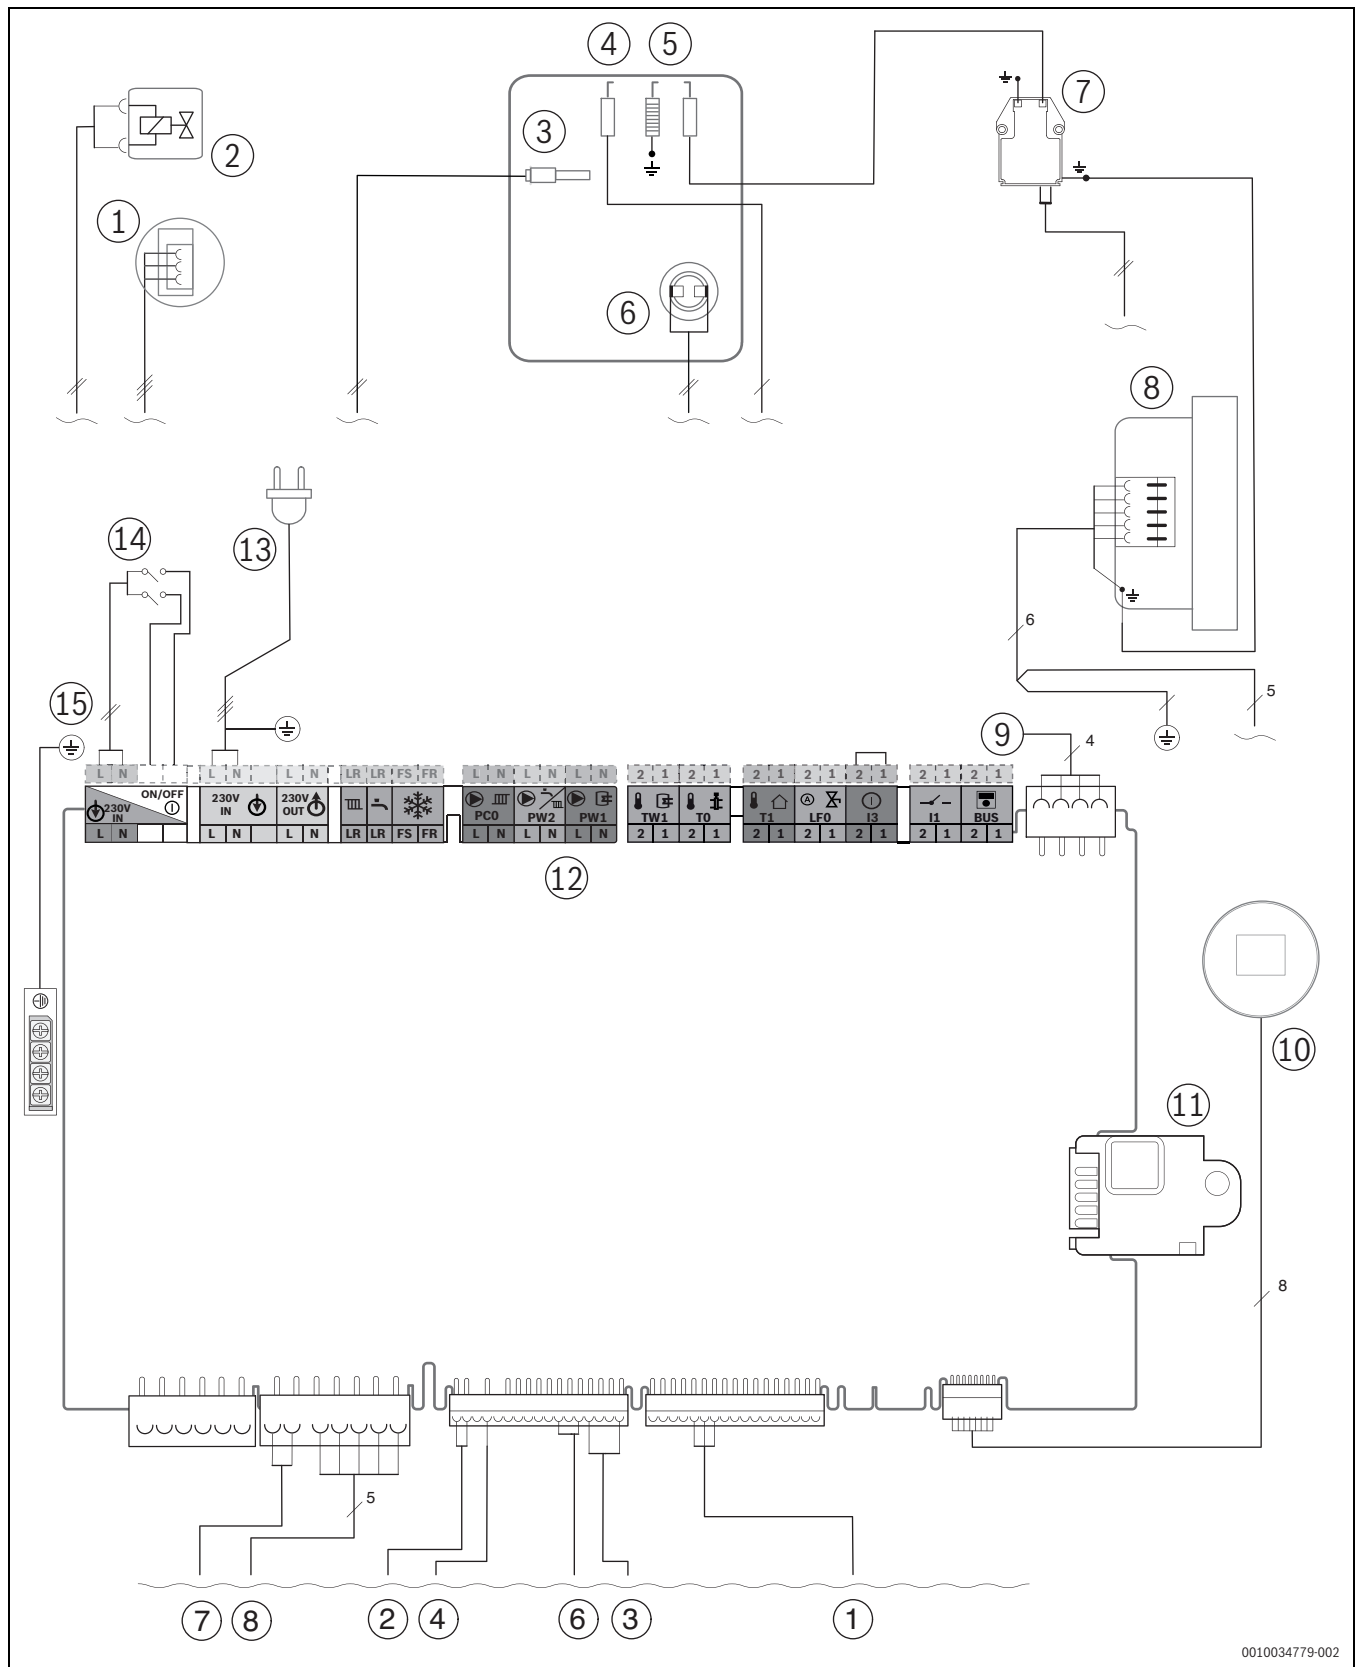 4 5
7
3
2
1
6
8
14
13
6
15
5
9
4
L N L N L N LR LR FS FR L N L N L N 2 1 2 1 2 1 2 1 2 1 2 1 2 1
ON/OFF
230V IN
230V IN
230V OUT
PC0 PW2 PW1 TW1 T0 T1 LF0 I3 I1 BUS
L N L N L N LR LR FS FR L N L N L N 2 1 2 1 2 1 2 1 2 1 2 1 2 1
12
10
11
8
5
7 8 2 4 6 3 1
0010034779-002